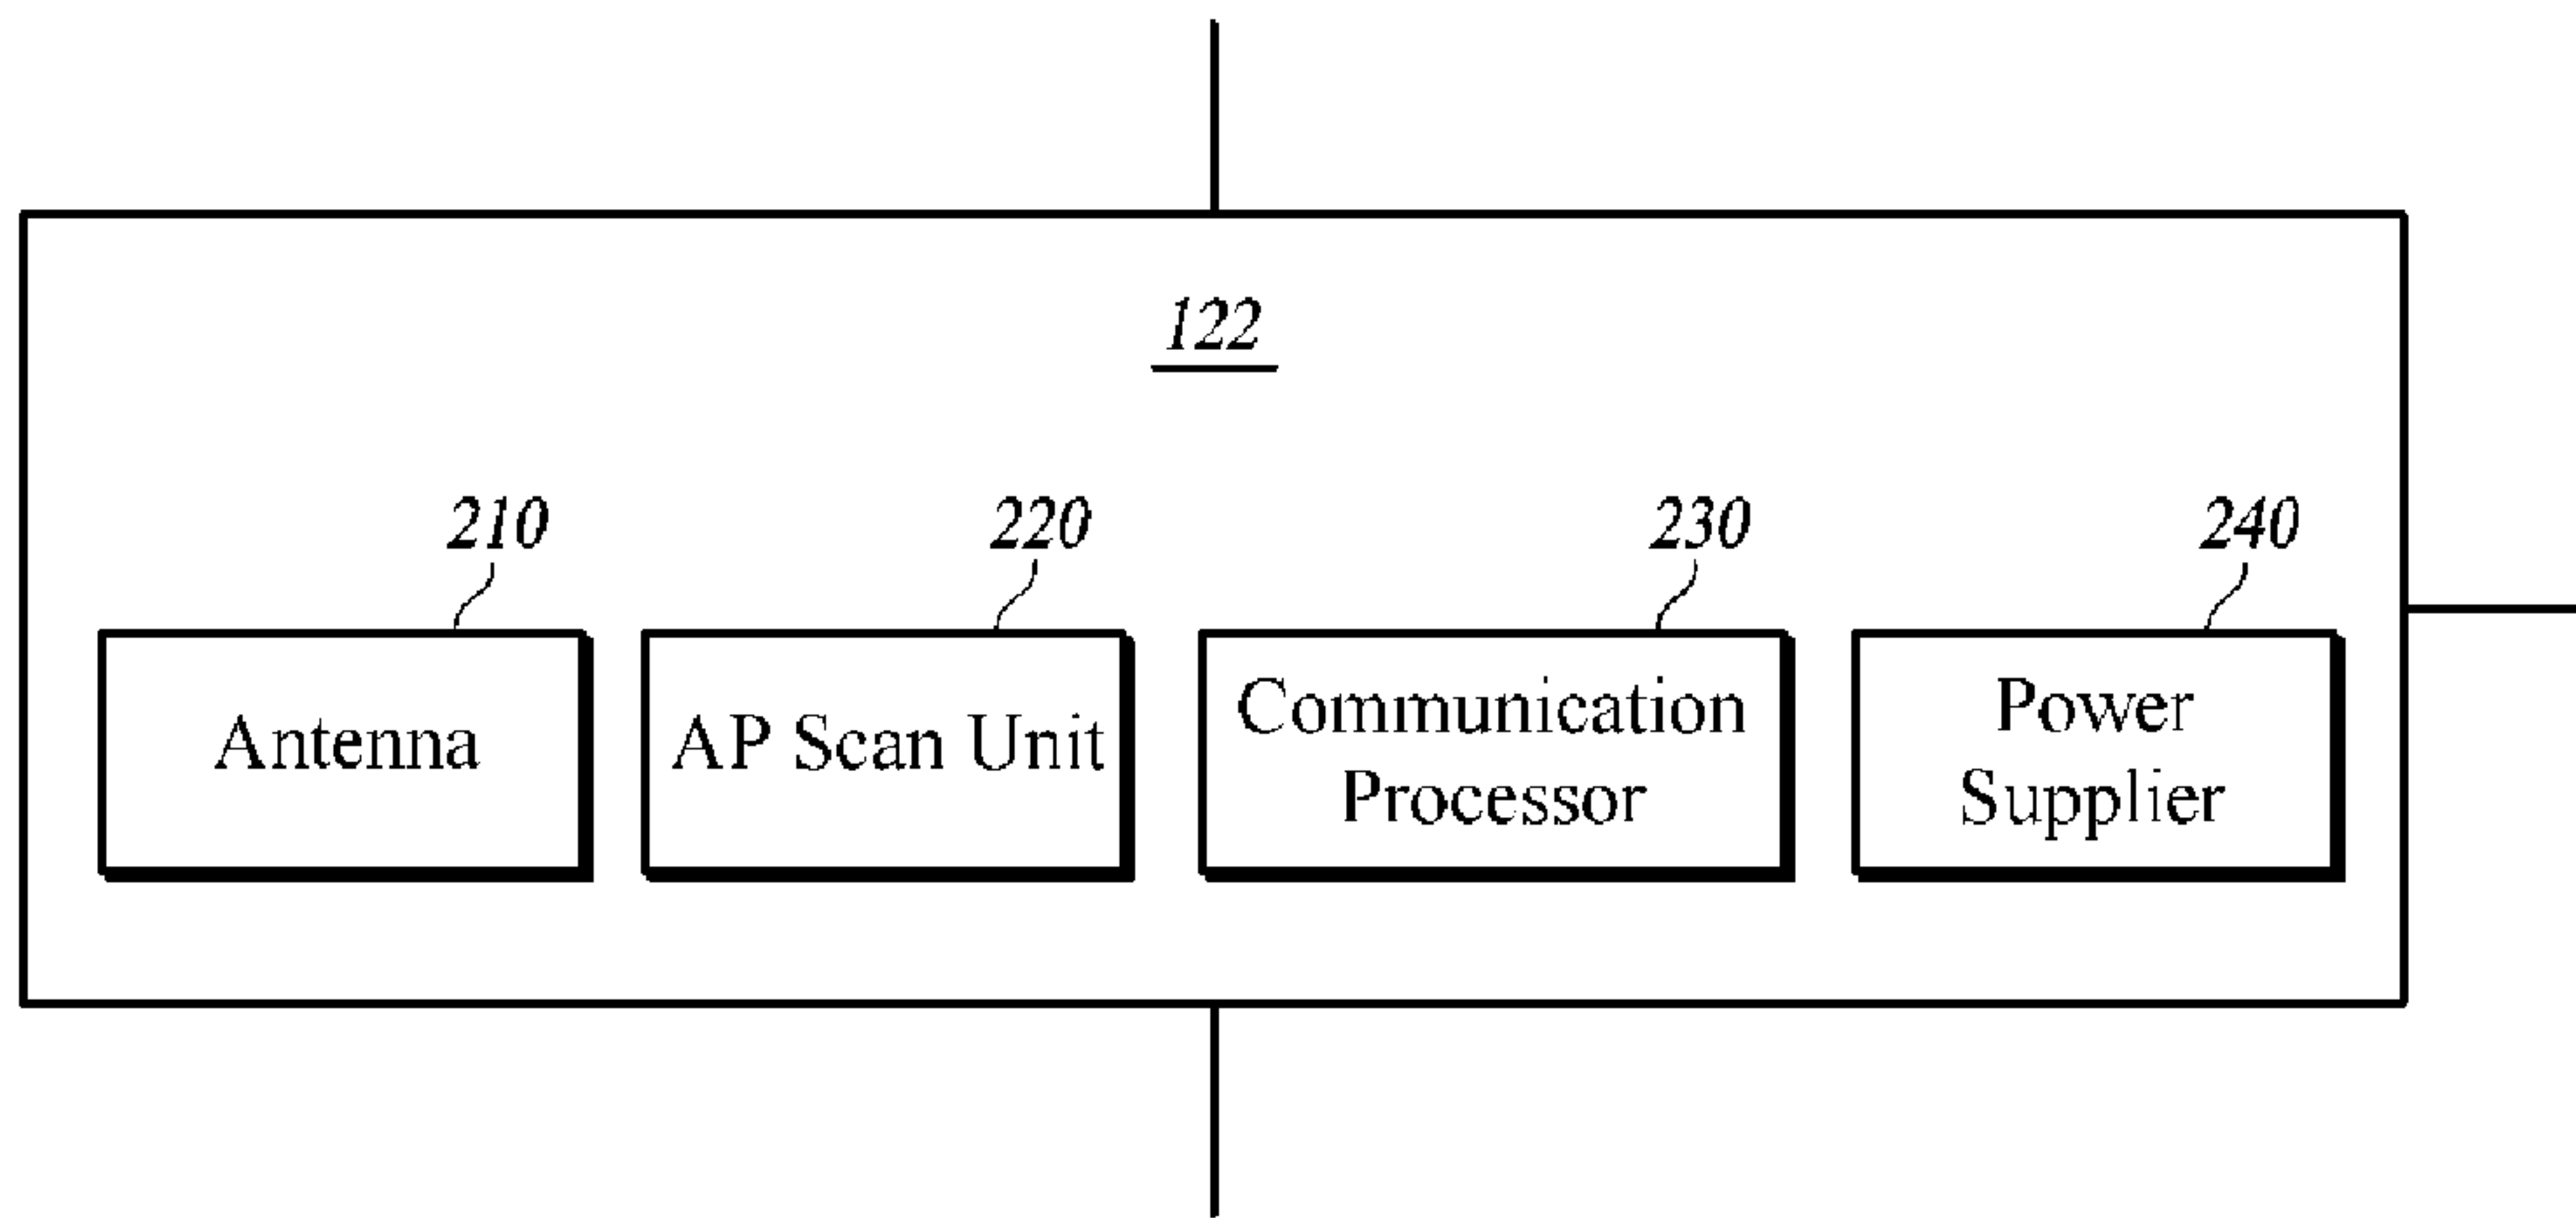 122
210
220
230
240
Antenna
AP Scan Unit
Communication
Processor
Power
Supplier